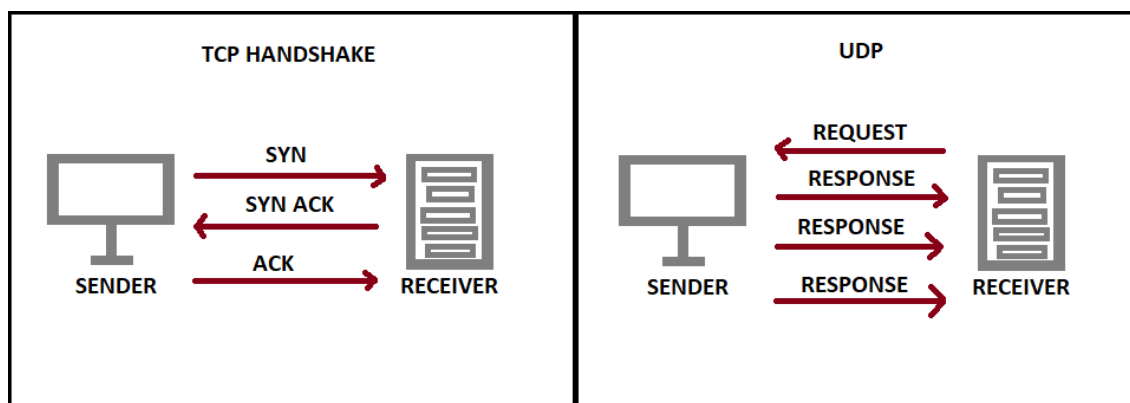 TCP HANDSHAKE
SYN
SYN ACK
ACK
SENDER
RECEIVER
UDP
REQUEST
RESPONSE
RESPONSE
RESPONSE
SENDER
RECEIVER